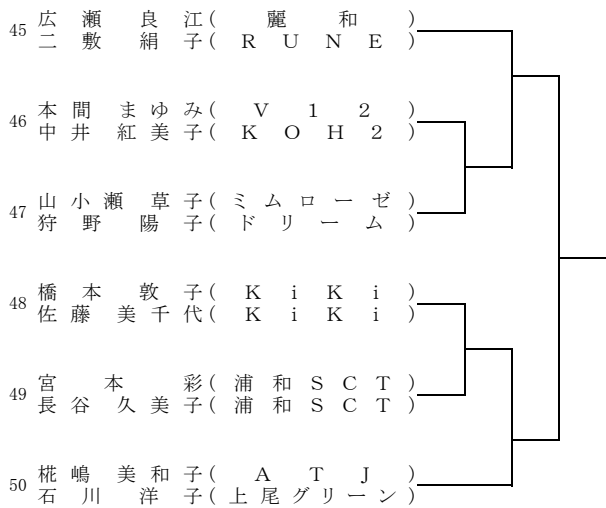 45 広瀬良江(麗和)
二敷絹子(RUNE)
46 本間まゆみ(V12)
中井紅美子(KOH2)
47 山小瀬草子(ミムローゼ)
狩野陽子(ドリーム)
48 橋本敦子(KiKi)
佐藤美千代(KiKi)
49 宮本彩(浦和SCT)
長谷久美子(浦和SCT)
50 椛嶋美和子(ATJ)
石川洋子(上尾グリーン)